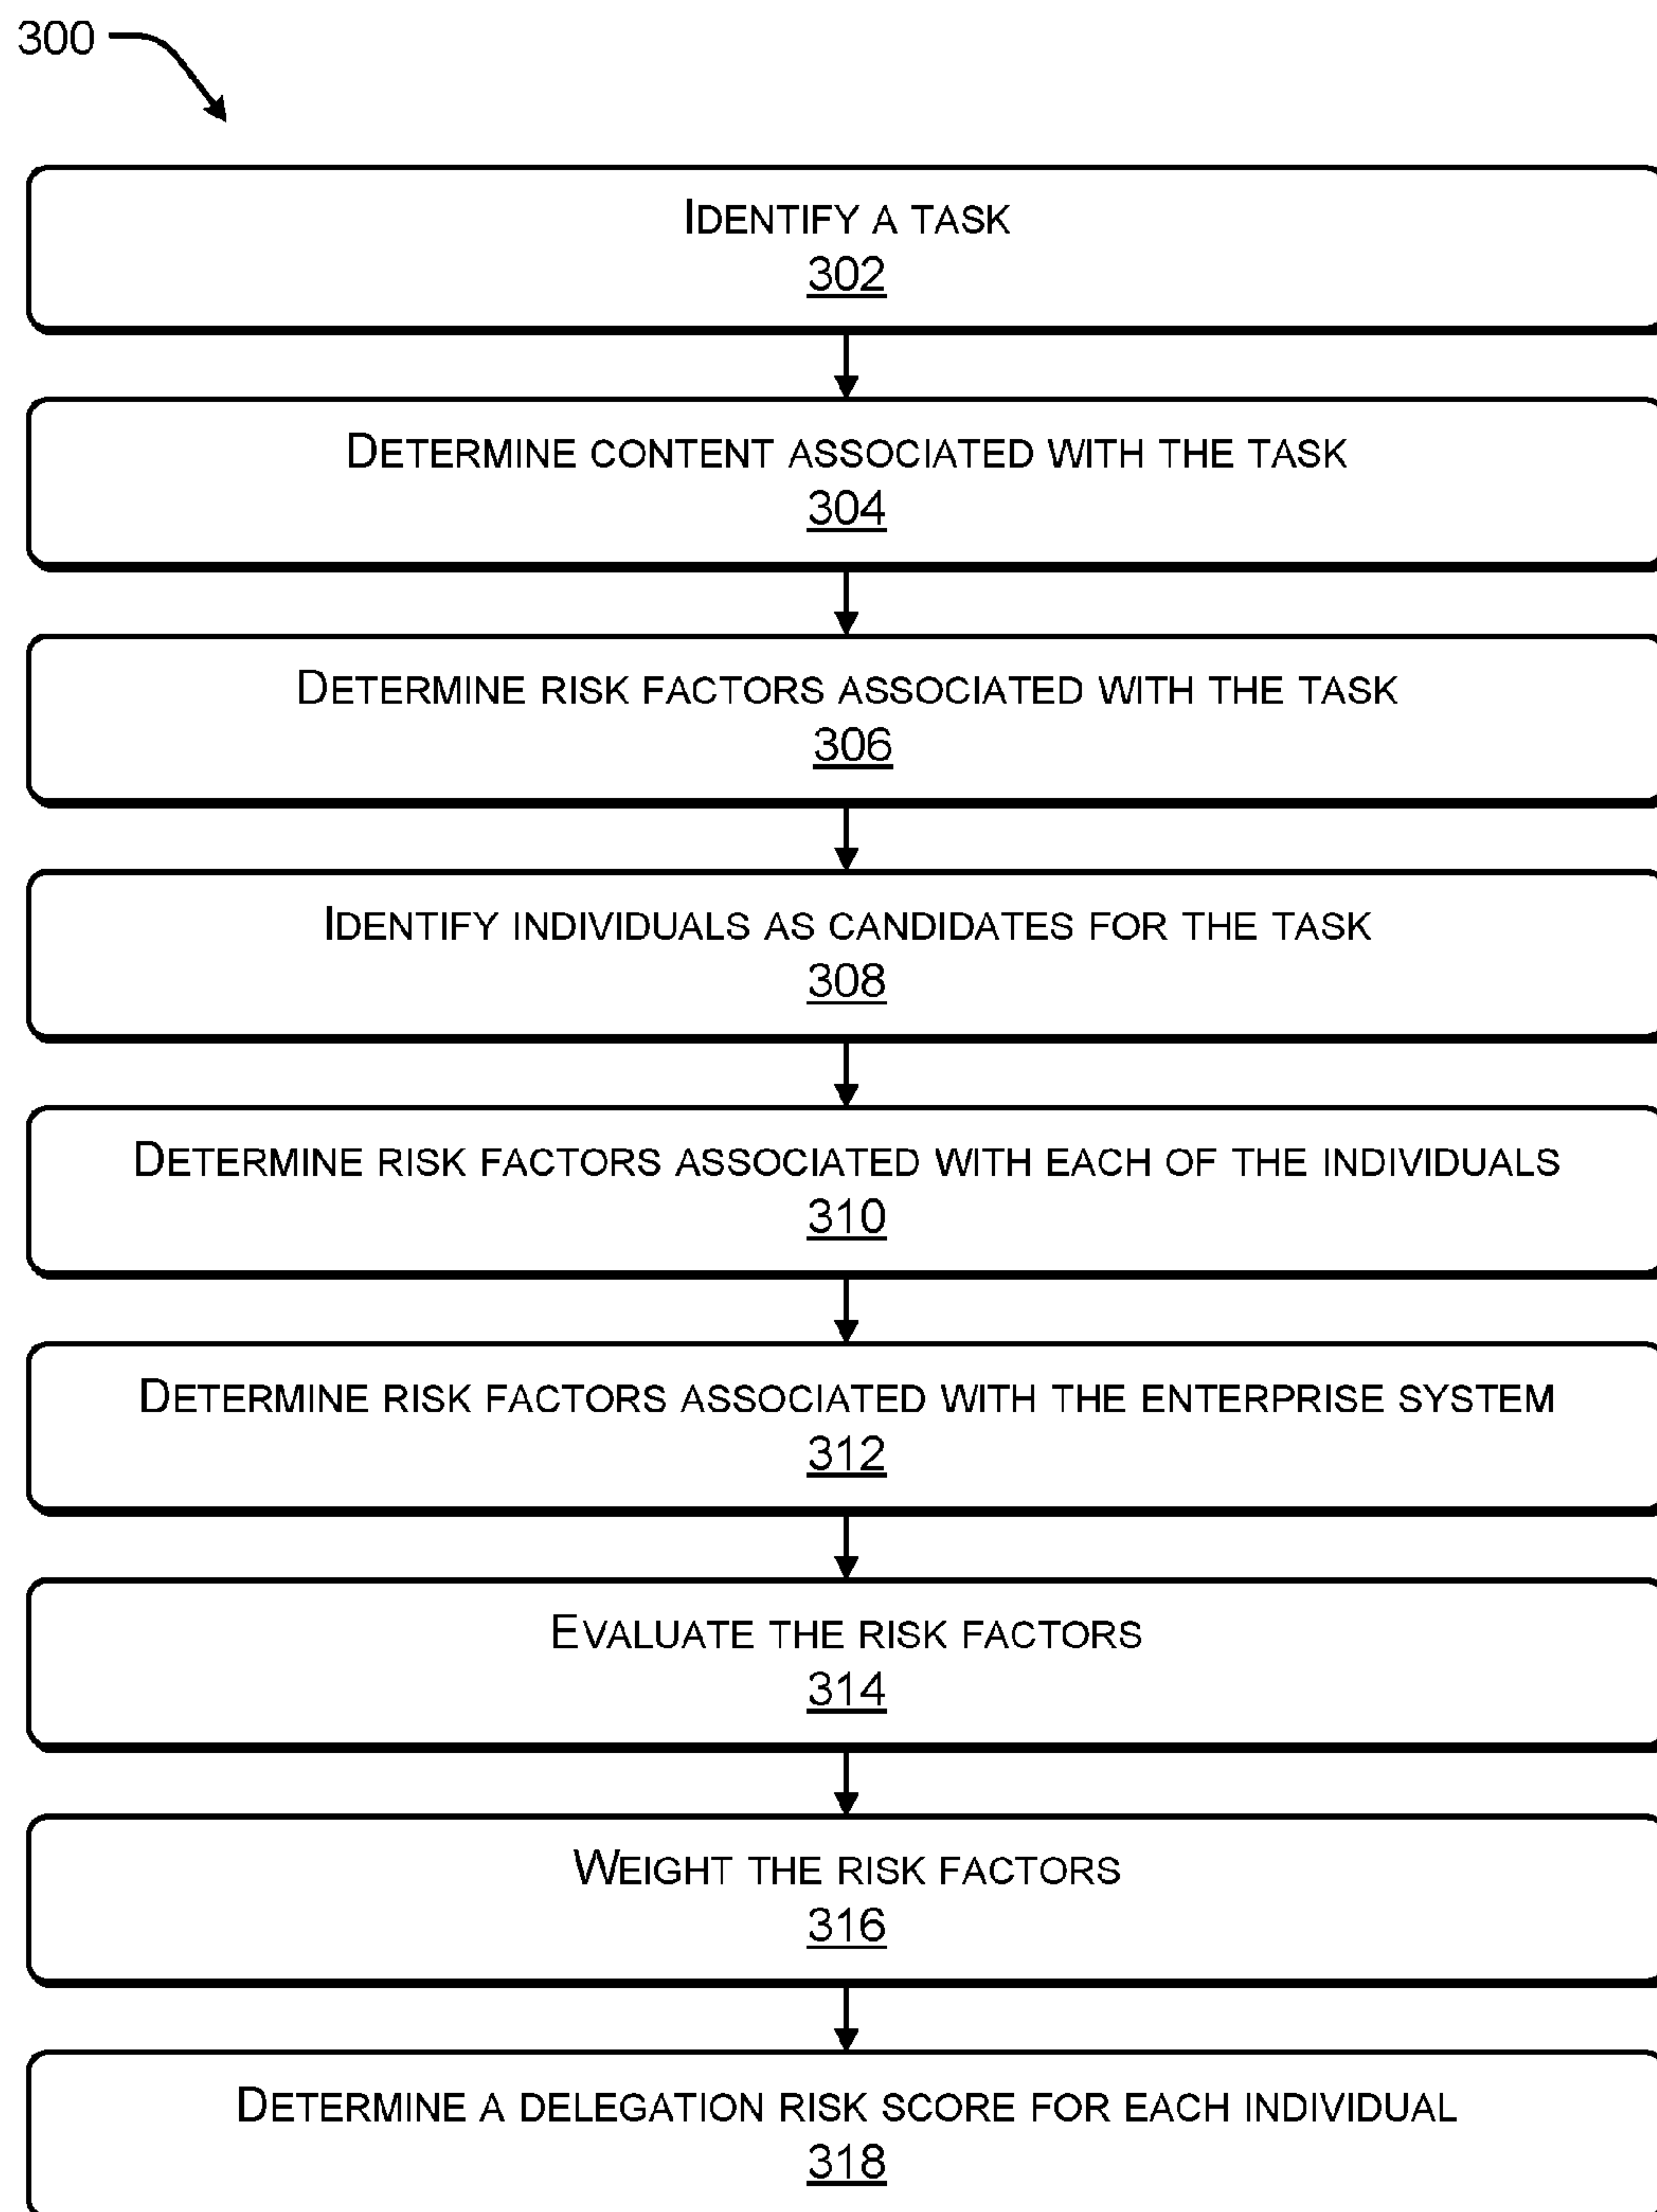 300
IDENTIFY A TASK
302
DETERMINE CONTENT ASSOCIATED WITH THE TASK
304
DETERMINE RISK FACTORS ASSOCIATED WITH THE TASK
306
IDENTIFY INDIVIDUALS AS CANDIDATES FOR THE TASK
308
DETERMINE RISK FACTORS ASSOCIATED WITH EACH OF THE INDIVIDUALS
310
DETERMINE RISK FACTORS ASSOCIATED WITH THE ENTERPRISE SYSTEM
312
EVALUATE THE RISK FACTORS
314
WEIGHT THE RISK FACTORS
316
DETERMINE A DELEGATION RISK SCORE FOR EACH INDIVIDUAL
318